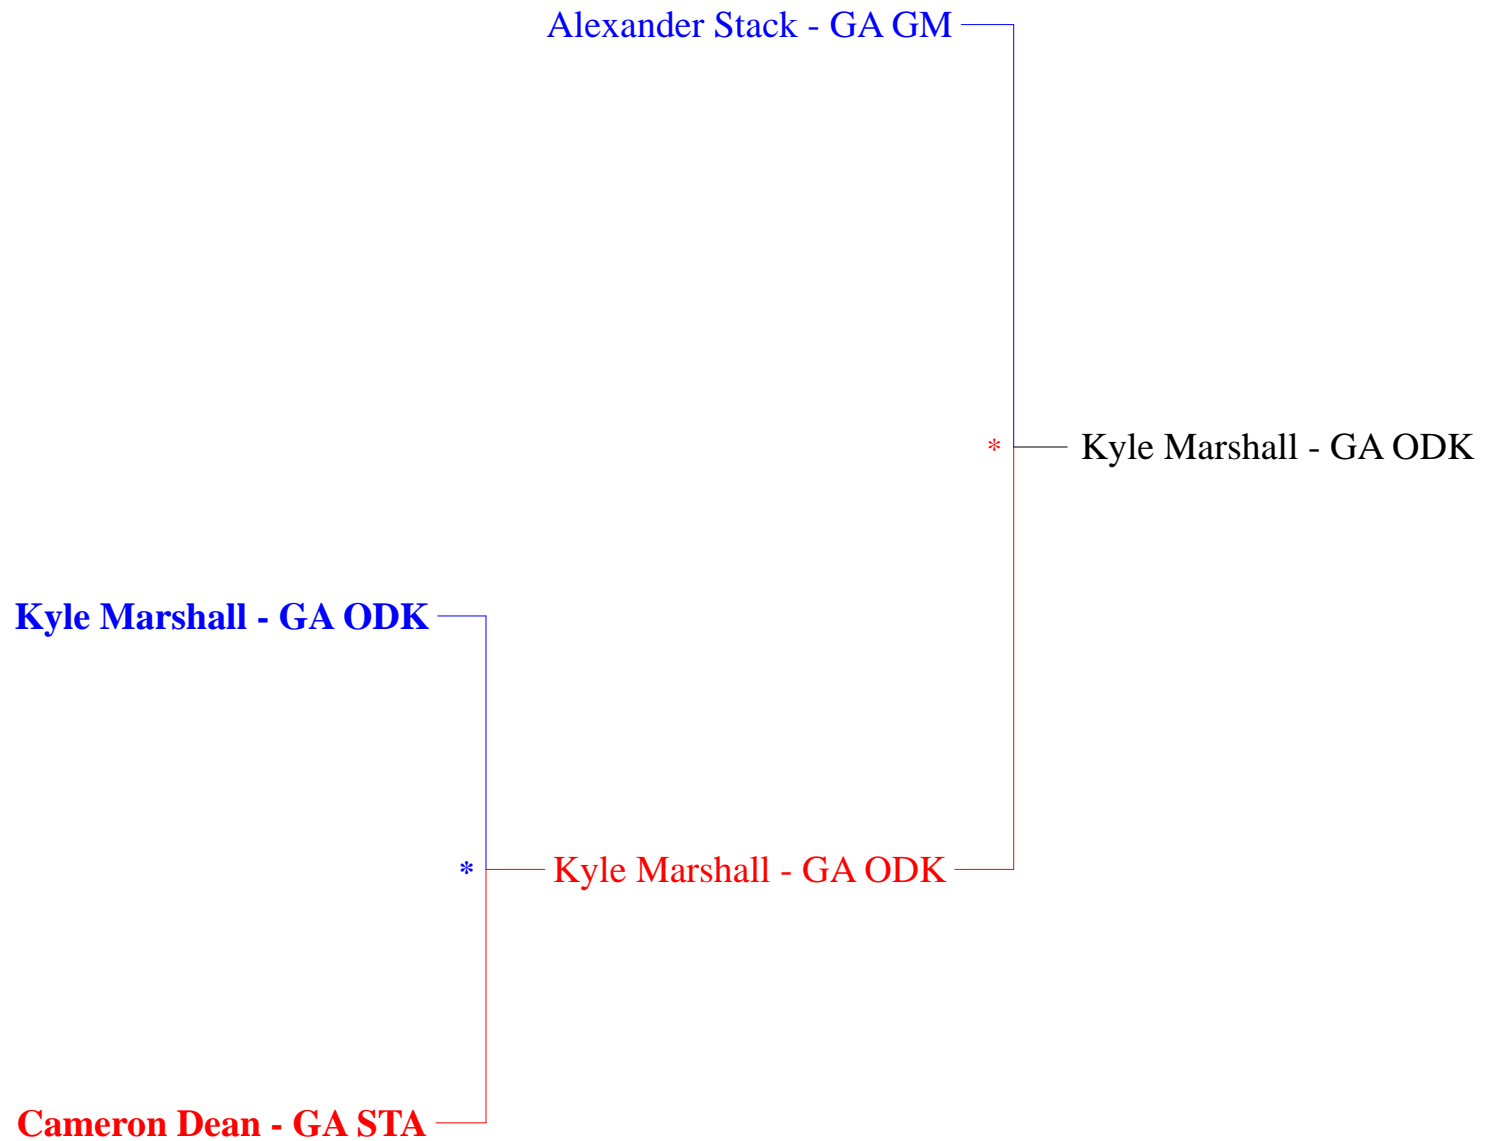 Alexander Stack - GA GM
* Kyle Marshall - GA ODK
Kyle Marshall - GA ODK
* Kyle Marshall - GA ODK
Cameron Dean - GA STA